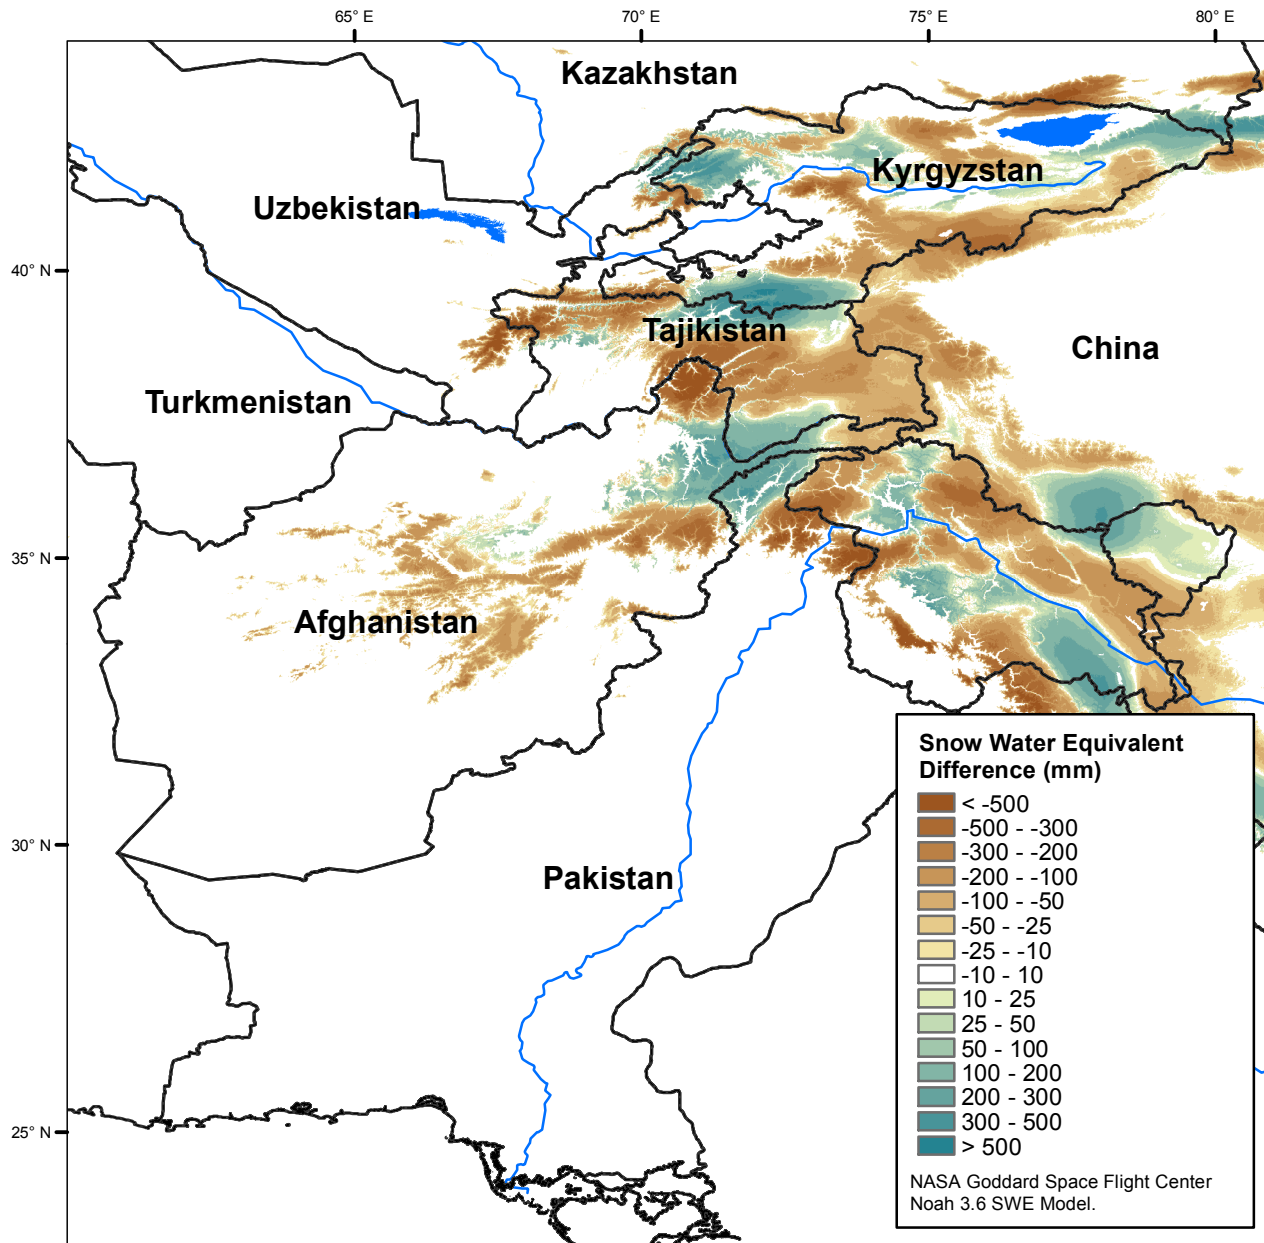 65° E
70° E
75° E
80° E
Kazakhstan
Kyrgyzstan
Uzbekistan
40° N
Tajikistan
China
Turkmenistan
35° N
Afghanistan
30° N
Pakistan
25° N
Snow Water Equivalent
Difference (mm)
< -500
-500 - -300
-300 - -200
-200 - -100
-100 - -50
-50 - -25
-25 - -10
-10 - 10
10 - 25
25 - 50
50 - 100
100 - 200
200 - 300
300 - 500
> 500
NASA Goddard Space Flight Center
Noah 3.6 SWE Model.